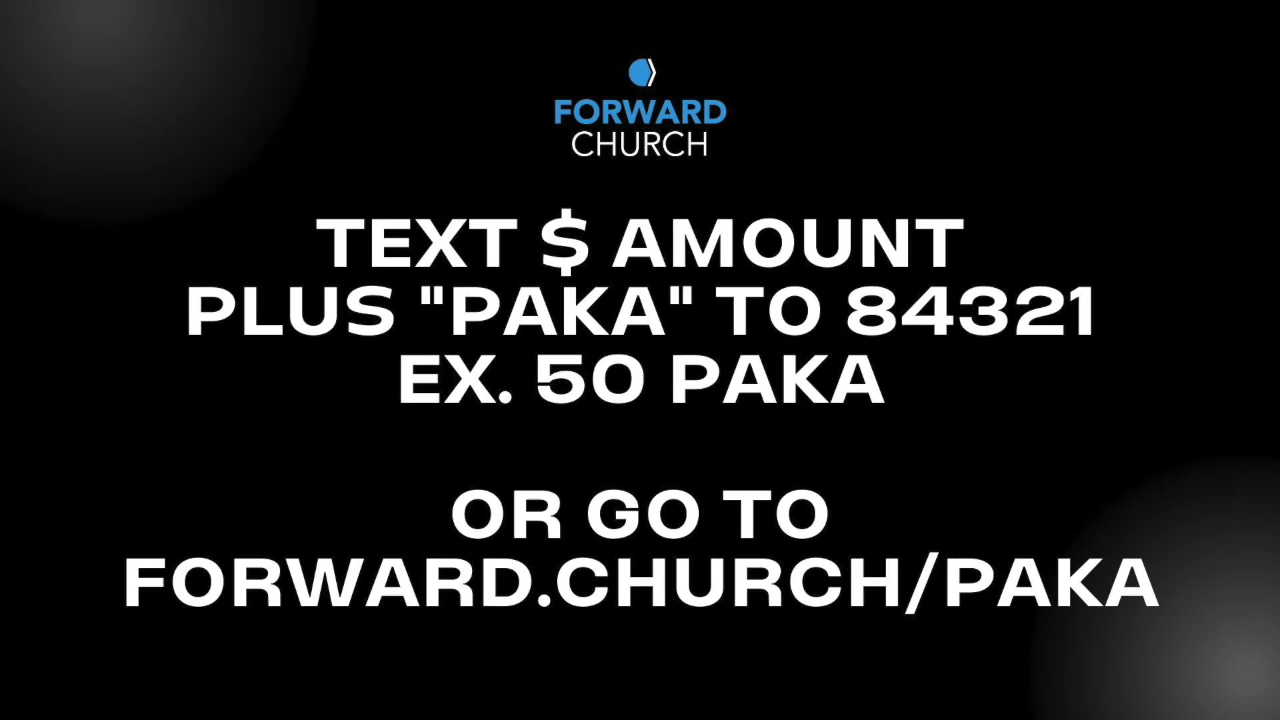 FORWARD
CHURCH
TEXT $ AMOUNT
PLUS "PAKA" TO 84321
EX. 50 PAKA
OR GO TO
FORWARD.CHURCH/PAKA